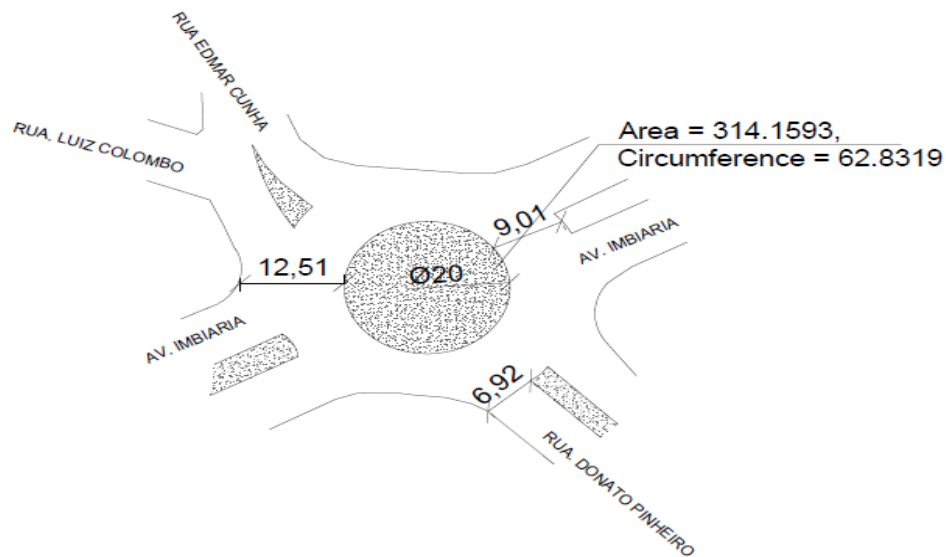 RUA EDMAR CUNHA
RUA. LUIZ COLOMBO
Area = 314.1593,
Circumference = 62.8319
9,01
AV. IMBIARIA
12,51
Ø20
AV. IMBIARIA
6,92
RUA. DONATO PINHEIRO